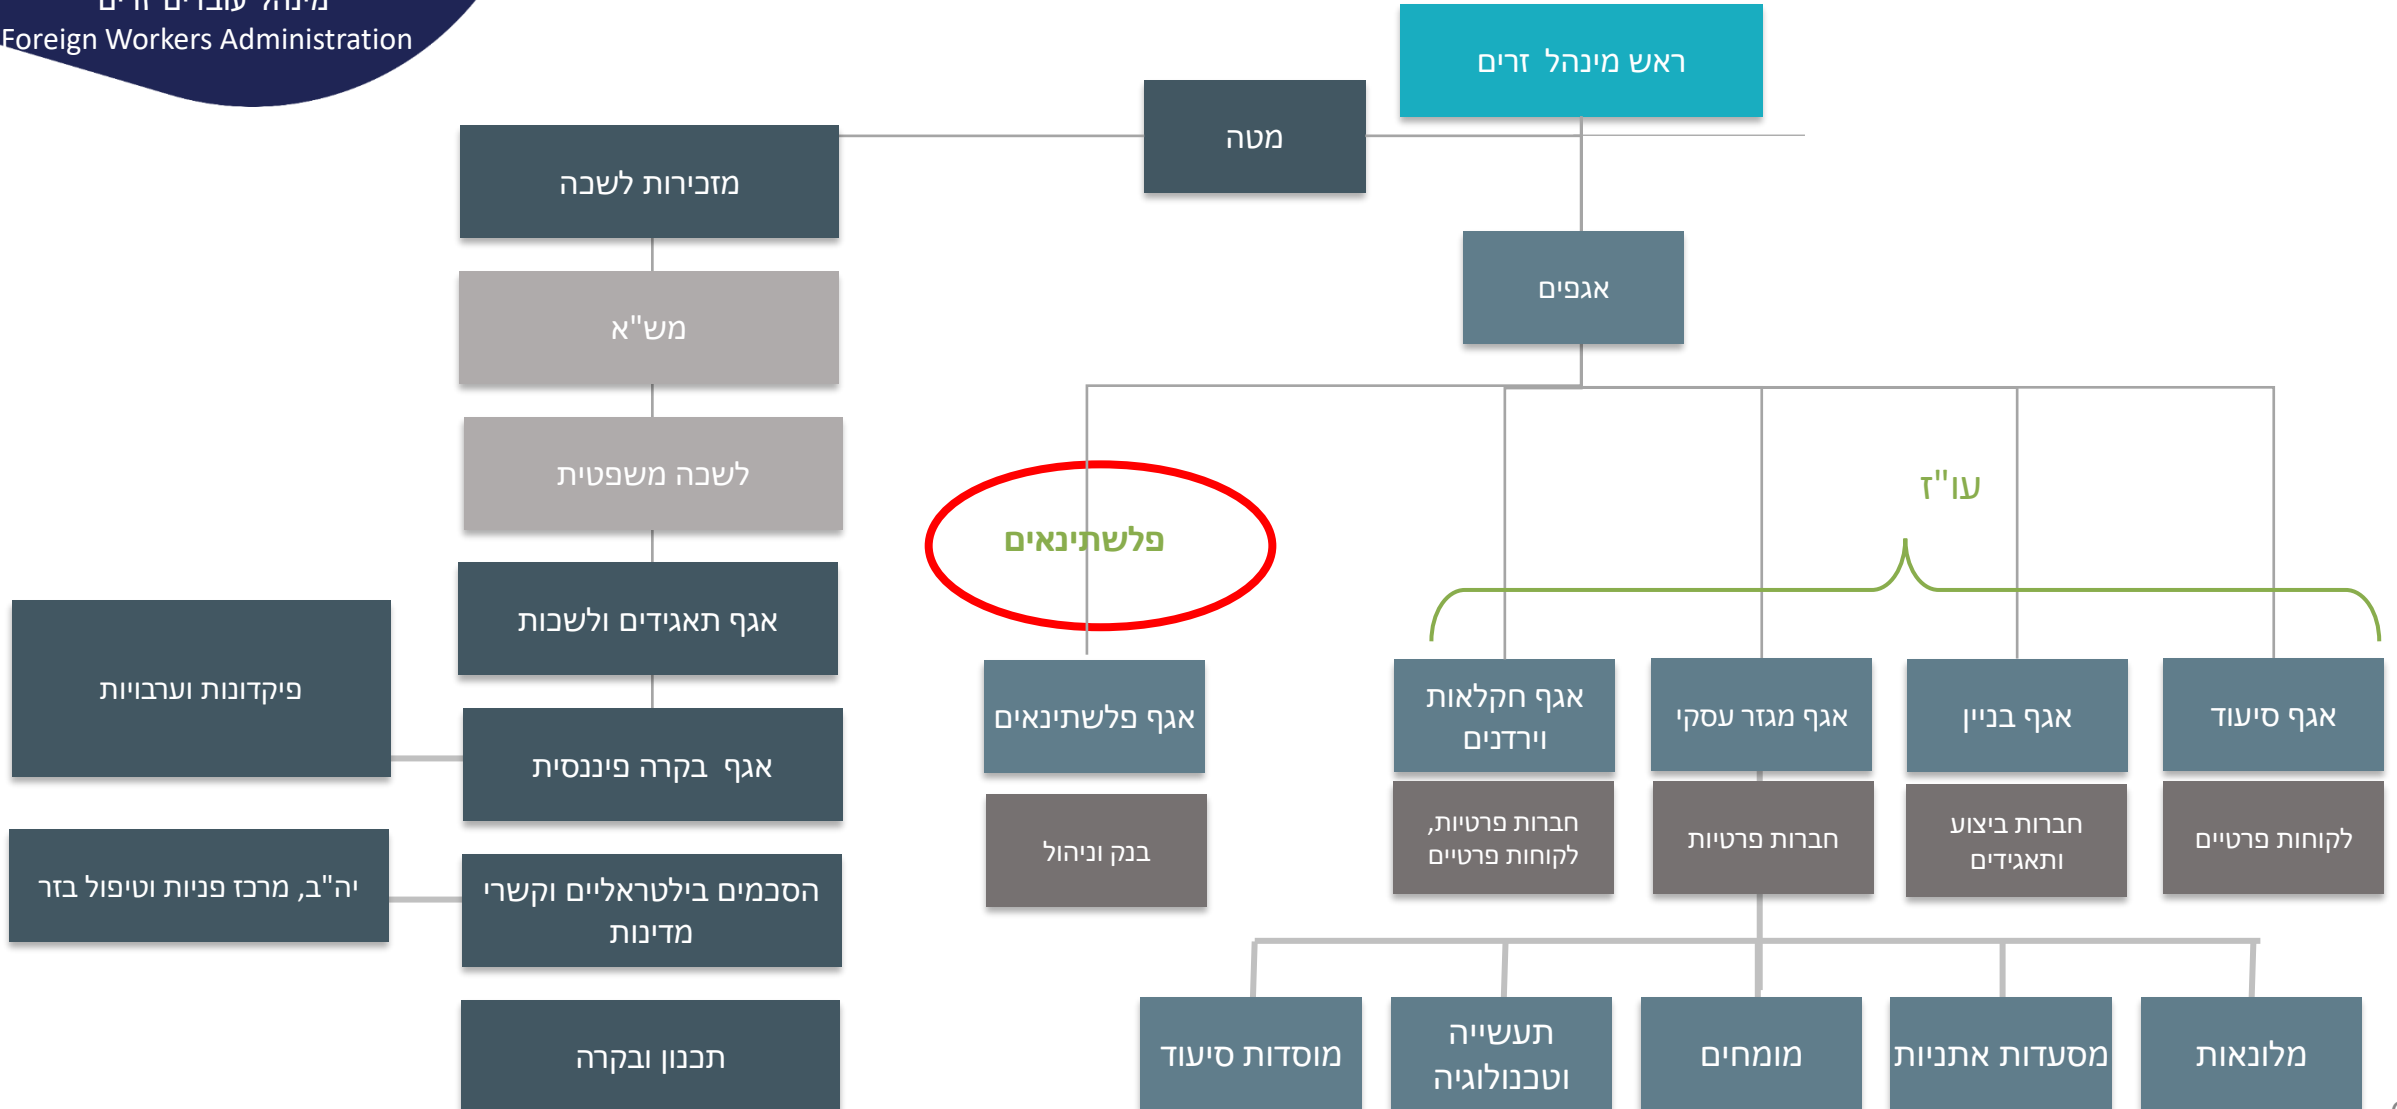 מינהל עובדים זרים
Foreign Workers Administration
ראש מינהל זרים
מטה
מזכירות לשכה
אגפים
מש"א
לשכה משפטית
עו"ז
פלשתינאים
אגף תאגידים ולשכות
פיקדונות וערבויות
אגף בקרה פיננסית
אגף סיעוד
אגף בניין
אגף מגזר עסקי
אגף חקלאות
וירדנים
אגף פלשתינאים
לקוחות פרטיים
חברות ביצוע
ותאגידים
חברות פרטיות
חברות פרטיות,
לקוחות פרטיים
בנק וניהול
הסכמים בילטראליים וקשרי
מדינות
יה"ב, מרכז פניות וטיפול בזר
מלונאות
מסעדות אתניות
מומחים
תעשייה
וטכנולוגיה
מוסדות סיעוד
תכנון ובקרה